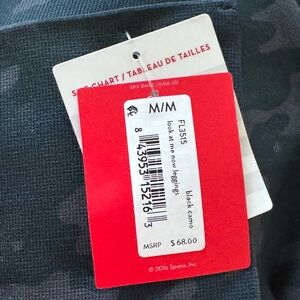 SIZE CHART / TABLEAU DE TAILLES
M/M
FL3515
look at me now leggings
black camo
8 43953 15216 3
MSRP $68.00
© 2016 Spanx, Inc